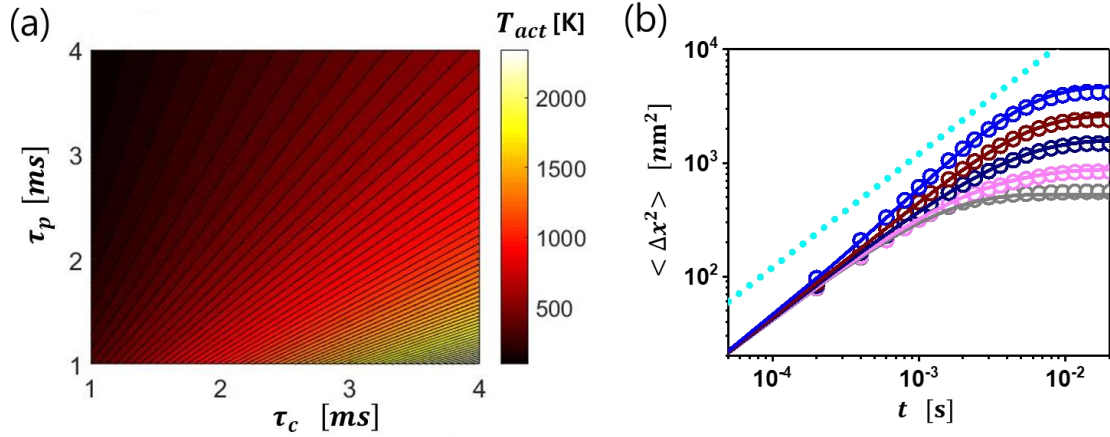 (a)
T_act [K]
4
3
2
1
τ_p [ms]
1 2 3 4
τ_c [ms]
2000
1500
1000
500
(b)
10^4
10^3
10^2
< Δx^2 > [nm^2]
10^-4 10^-3 10^-2
t [s]